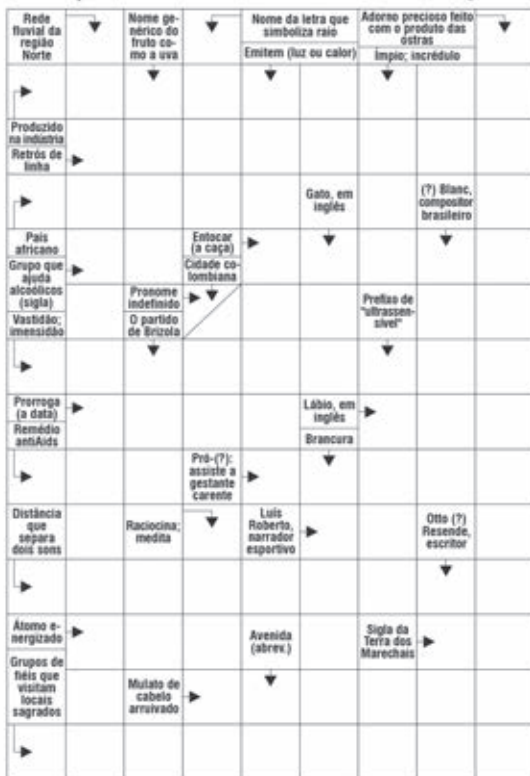 Rede
fluvial da
região
Norte
Nome ge-
nérico do
fruto co-
mo a uva
Nome da letra que
simboliza raio
Emitem (luz ou calor)
Adorno precioso feito
com o produto das
ostras
Ímpio; incrédulo
Produzido
na indústria
Retrós de
linha
Gato, em
inglês
(?) Blanc,
compositor
brasileiro
País
africano
Grupo que
ajuda
alcoólicos
(sigla)
Vastidão;
imensidão
Entocar
(a caça)
Cidade co-
lombiana
Pronome
indefinido
O partido
de Brizola
Prefixo de
"ultrassen-
sível"
Prorroga
(a data)
Remédio
antiAids
Lábio, em
inglês
Brancura
Pró-(?):
assiste a
gestante
carente
Distância
que
separa
dois sons
Raciocina;
medita
Luís
Roberto,
narrador
esportivo
Otto (?)
Resende,
escritor
Átomo e-
nergizado
Grupos de
fiéis que
visitam
locais
sagrados
Avenida
(abrev.)
Sigla da
Terra dos
Marechais
Mulato de
cabelo
arruivado